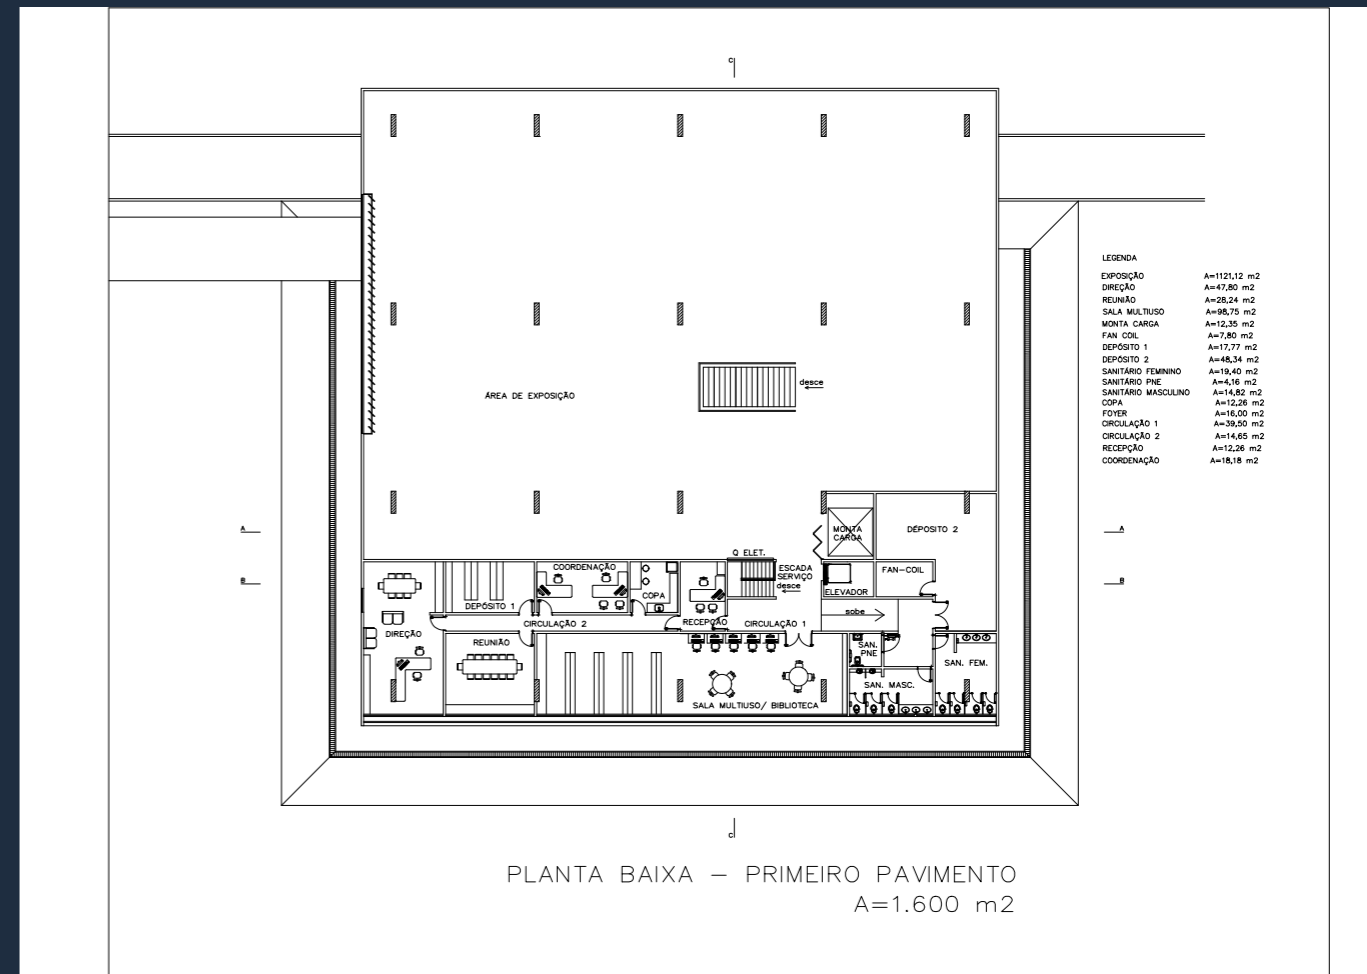 C
LEGENDA
EXPOSIÇÃO A=1121,12 m2
DIREÇÃO A=47,80 m2
REUNIÃO A=28,24 m2
SALA MULTIUSO A=98,75 m2
MONTA CARGA A=12,35 m2
FAN COIL A=7,80 m2
DEPÓSITO 1 A=17,77 m2
DEPÓSITO 2 A=48,34 m2
SANITÁRIO FEMININO A=19,40 m2
SANITÁRIO PNE A=4,16 m2
SANITÁRIO MASCULINO A=14,82 m2
COPA A=12,26 m2
FOYER A=16,00 m2
CIRCULAÇÃO 1 A=39,50 m2
CIRCULAÇÃO 2 A=14,65 m2
RECEPÇÃO A=12,26 m2
COORDENAÇÃO A=18,18 m2
desce
ÁREA DE EXPOSIÇÃO
A
A
MONTA
CARGA
DEPOSITO 2
Q ELET.
B
B
COORDENAÇÃO
ESCADA
SERVIÇO
desce
FAN-COIL
COPA
ELEVADOR
DEPÓSITO 1
sobe
CIRCULAÇÃO 2
RECEPÇÃO
CIRCULAÇÃO 1
DIREÇÃO
REUNIÃO
SAN.
PNE
SAN. FEM.
SAN. MASC.
SALA MULTIUSO/ BIBLIOTECA
C
PLANTA BAIXA – PRIMEIRO PAVIMENTO
A=1.600 m2